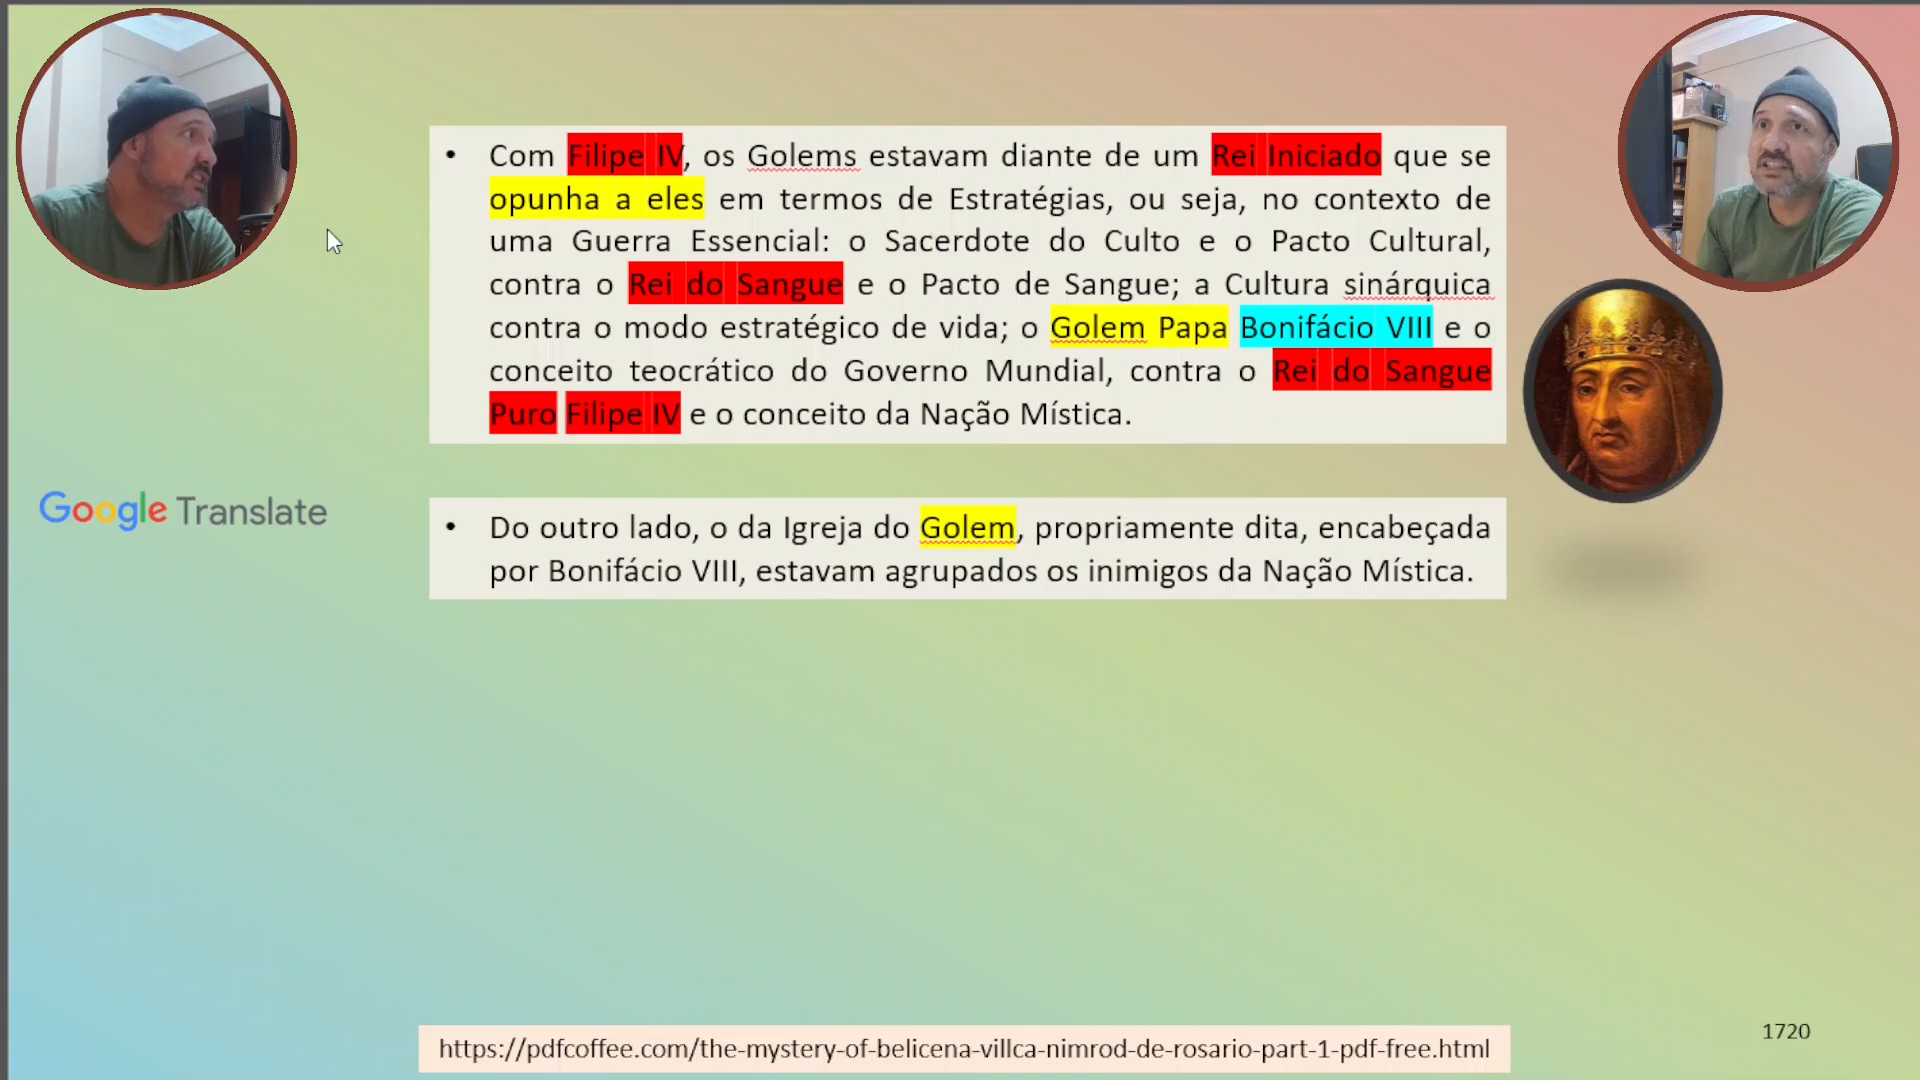 • Com Filipe IV, os Golems estavam diante de um Rei Iniciado que se
opunha a eles em termos de Estratégias, ou seja, no contexto de
uma Guerra Essencial: o Sacerdote do Culto e o Pacto Cultural,
contra o Rei do Sangue e o Pacto de Sangue; a Cultura sinárquica
contra o modo estratégico de vida; o Golem Papa Bonifácio VIII e o
conceito teocrático do Governo Mundial, contra o Rei do Sangue
Puro Filipe IV e o conceito da Nação Mística.
Google Translate
• Do outro lado, o da Igreja do Golem, propriamente dita, encabeçada
por Bonifácio VIII, estavam agrupados os inimigos da Nação Mística.
1720
https://pdfcoffee.com/the-mystery-of-belicena-villca-nimrod-de-rosario-part-1-pdf-free.html